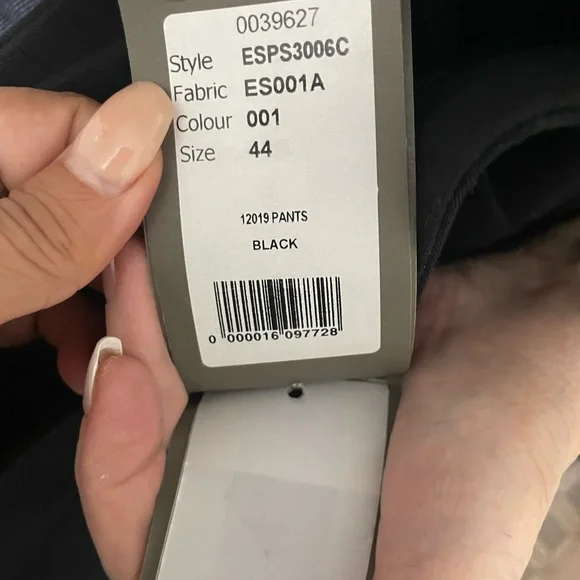 0039627
Style ESPS3006C
Fabric ES001A
Colour 001
Size 44
12019 PANTS
BLACK
0 000016 097728